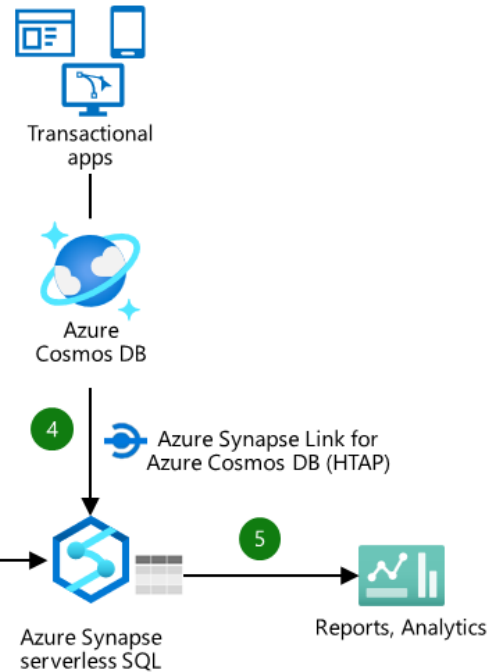 Transactional
apps
Azure
Cosmos DB
4
Azure Synapse Link for
Azure Cosmos DB (HTAP)
5
Azure Synapse
serverless SQL
Reports, Analytics